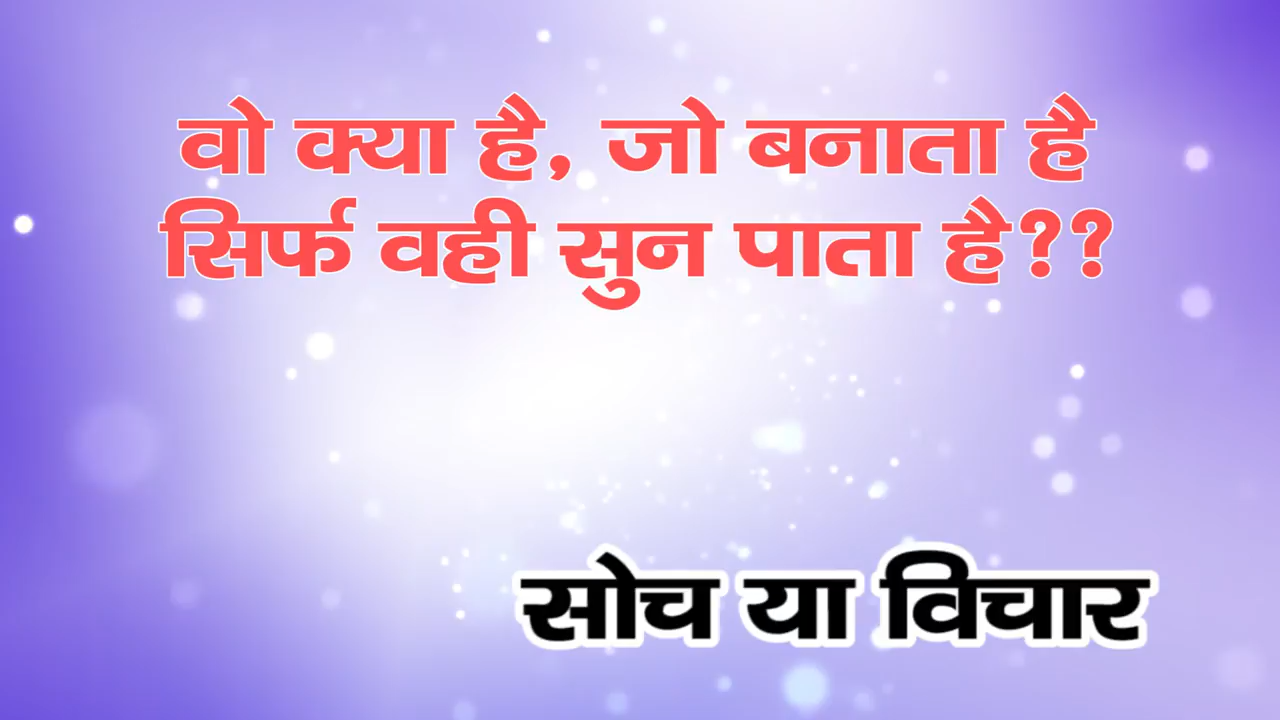 वो क्या है, जो बनाता है
सिर्फ वही सुन पाता है??
सोच या विचार